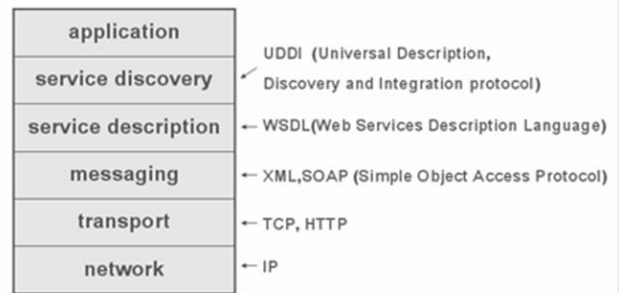 application
UDDI (Universal Description,
service discovery
Discovery and Integration protocol)
service description
WSDL(Web Services Description Language)
messaging
XML,SOAP (Simple Object Access Protocol)
transport
TCP, HTTP
network
IP